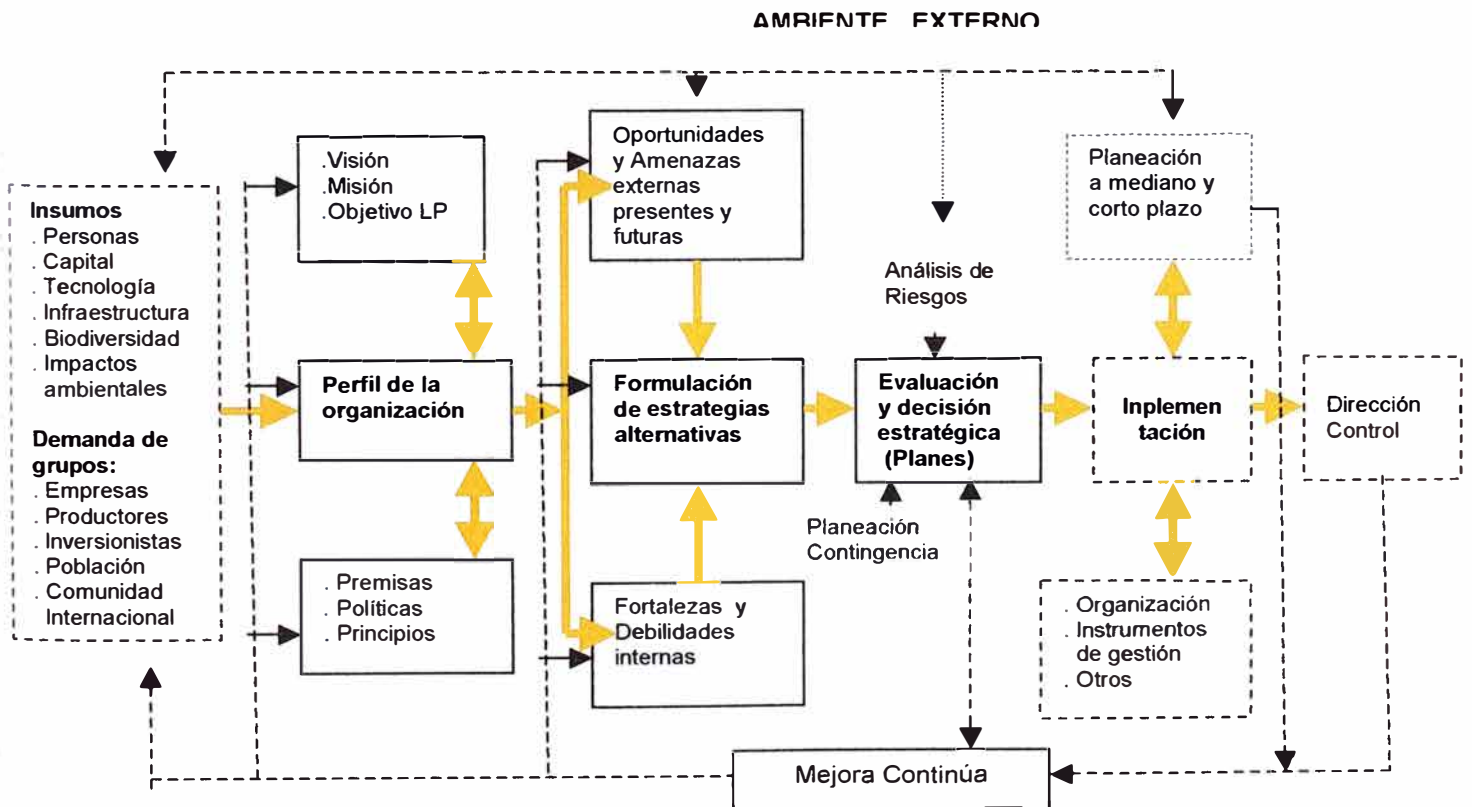 AMBIENTE EXTERNO
Insumos
. Personas
. Capital
. Tecnología
. Infraestructura
. Biodiversidad
. Impactos
ambientales
Demanda de
grupos:
. Empresas
. Productores
. Inversionistas
. Población
. Comunidad
Internacional
.Visión
.Misión
.Objetivo LP
Perfil de la
organización
. Premisas
. Políticas
. Principios
Oportunidades
y Amenazas
externas
presentes y
futuras
Formulación
de estrategias
alternativas
Fortalezas y
Debilidades
internas
Análisis de
Riesgos
Evaluación
y decisión
estratégica
(Planes)
Planeación
Contingencia
Planeación
a mediano y
corto plazo
Inplemen
tación
. Organización
. Instrumentos
de gestión
. Otros
Dirección
Control
Mejora Continúa